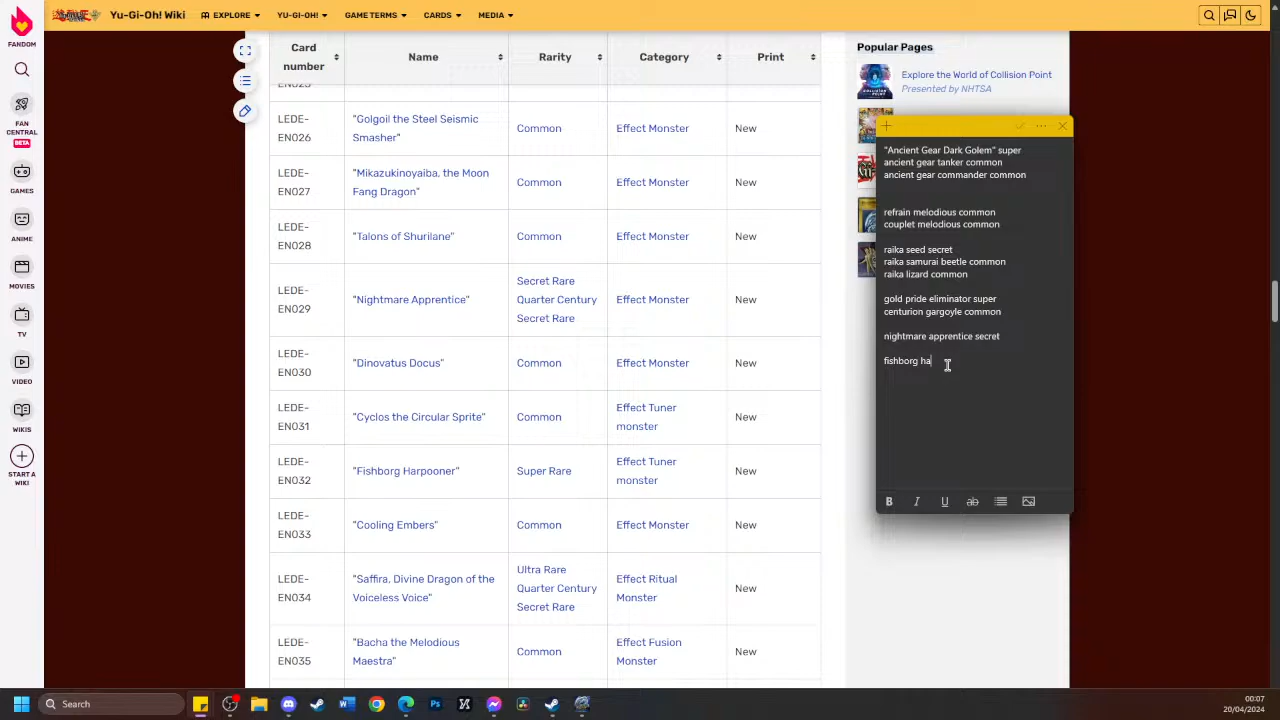 FANDOM
FAN
CENTRAL
BETA
GAMES
ANIME
MOVIES
TV
VIDEO
WIKIS
START A
WIKI
Yu-Gi-Oh! Wiki
EXPLORE
YU-GI-OH!
GAME TERMS
CARDS
MEDIA
Card
number
Name
Rarity
Category
Print
LEDE-
EN026
"Golgoil the Steel Seismic
Smasher"
Common
Effect Monster
New
LEDE-
EN027
"Mikazukinoyaiba, the Moon
Fang Dragon"
Common
Effect Monster
New
LEDE-
EN028
"Talons of Shurilane"
Common
Effect Monster
New
LEDE-
EN029
"Nightmare Apprentice"
Secret Rare
Quarter Century
Secret Rare
Effect Monster
New
LEDE-
EN030
"Dinovatus Docus"
Common
Effect Monster
New
LEDE-
EN031
"Cyclos the Circular Sprite"
Common
Effect Tuner
monster
New
LEDE-
EN032
"Fishborg Harpooner"
Super Rare
Effect Tuner
monster
New
LEDE-
EN033
"Cooling Embers"
Common
Effect Monster
New
LEDE-
EN034
"Saffira, Divine Dragon of the
Voiceless Voice"
Ultra Rare
Quarter Century
Secret Rare
Effect Ritual
Monster
New
LEDE-
EN035
"Bacha the Melodious
Maestra"
Common
Effect Fusion
Monster
New
Popular Pages
Explore the World of Collision Point
Presented by NHTSA
"Ancient Gear Dark Golem" super
ancient gear tanker common
ancient gear commander common
refrain melodious common
couplet melodious common
raika seed secret
raika samurai beetle common
raika lizard common
gold pride eliminator super
centurion gargoyle common
nightmare apprentice secret
fishborg ha
B I U ab
Search
00:07
20/04/2024